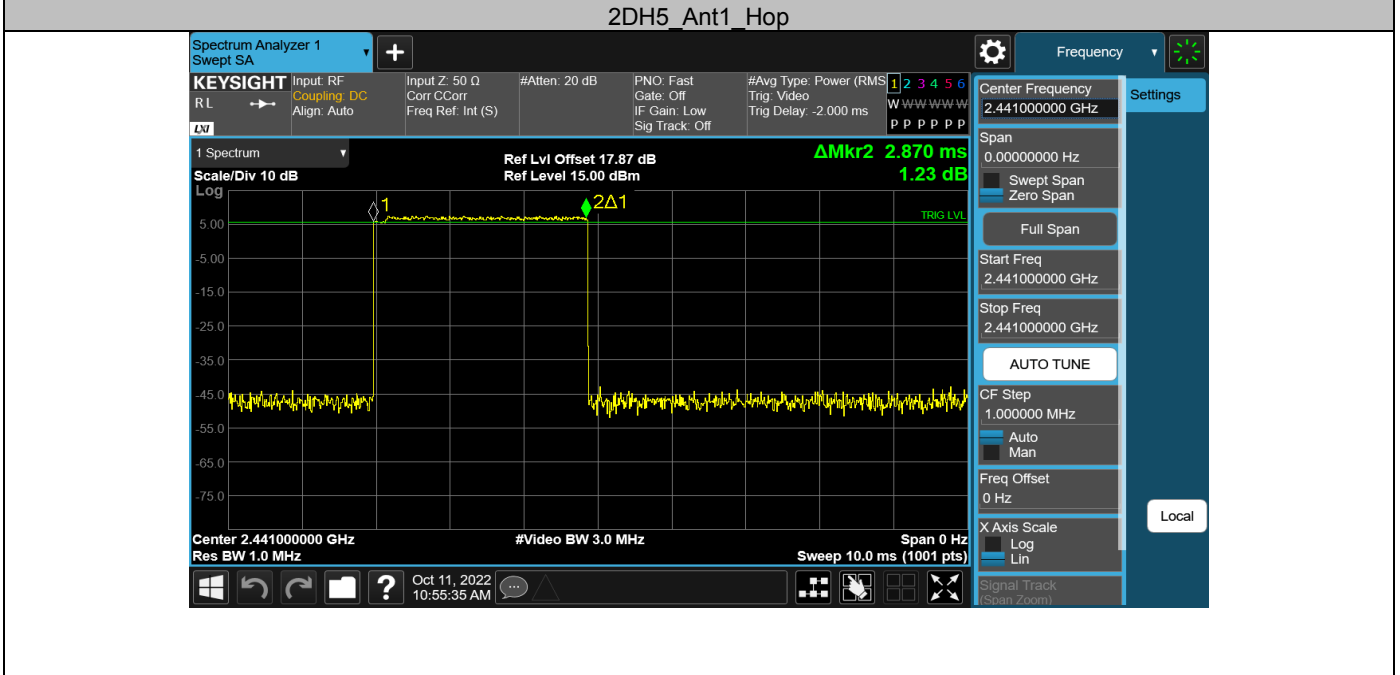 2DH5_Ant1_Hop
Spectrum Analyzer 1
Swept SA
Frequency
KEYSIGHT
R L
LXI
Input: RF
Coupling: DC
Align: Auto
Input Z: 50 Ω
Corr CCorr
Freq Ref: Int (S)
#Atten: 20 dB
PNO: Fast
Gate: Off
IF Gain: Low
Sig Track: Off
#Avg Type: Power (RMS
Trig: Video
Trig Delay: -2.000 ms
1 2 3 4 5 6
W W W W W W
P P P P P P
1 Spectrum
Scale/Div 10 dB
Log
Ref Lvl Offset 17.87 dB
Ref Level 15.00 dBm
ΔMkr2 2.870 ms
1.23 dB
1
2Δ1
TRIG LVL
5.00
-5.00
-15.0
-25.0
-35.0
-45.0
-55.0
-65.0
-75.0
Center 2.441000000 GHz
Res BW 1.0 MHz
#Video BW 3.0 MHz
Span 0 Hz
Sweep 10.0 ms (1001 pts)
Oct 11, 2022
10:55:35 AM
Center Frequency
2.441000000 GHz
Span
0.00000000 Hz
Swept Span
Zero Span
Full Span
Start Freq
2.441000000 GHz
Stop Freq
2.441000000 GHz
AUTO TUNE
CF Step
1.000000 MHz
Auto
Man
Freq Offset
0 Hz
X Axis Scale
Log
Lin
Signal Track
(Span Zoom)
Settings
Local